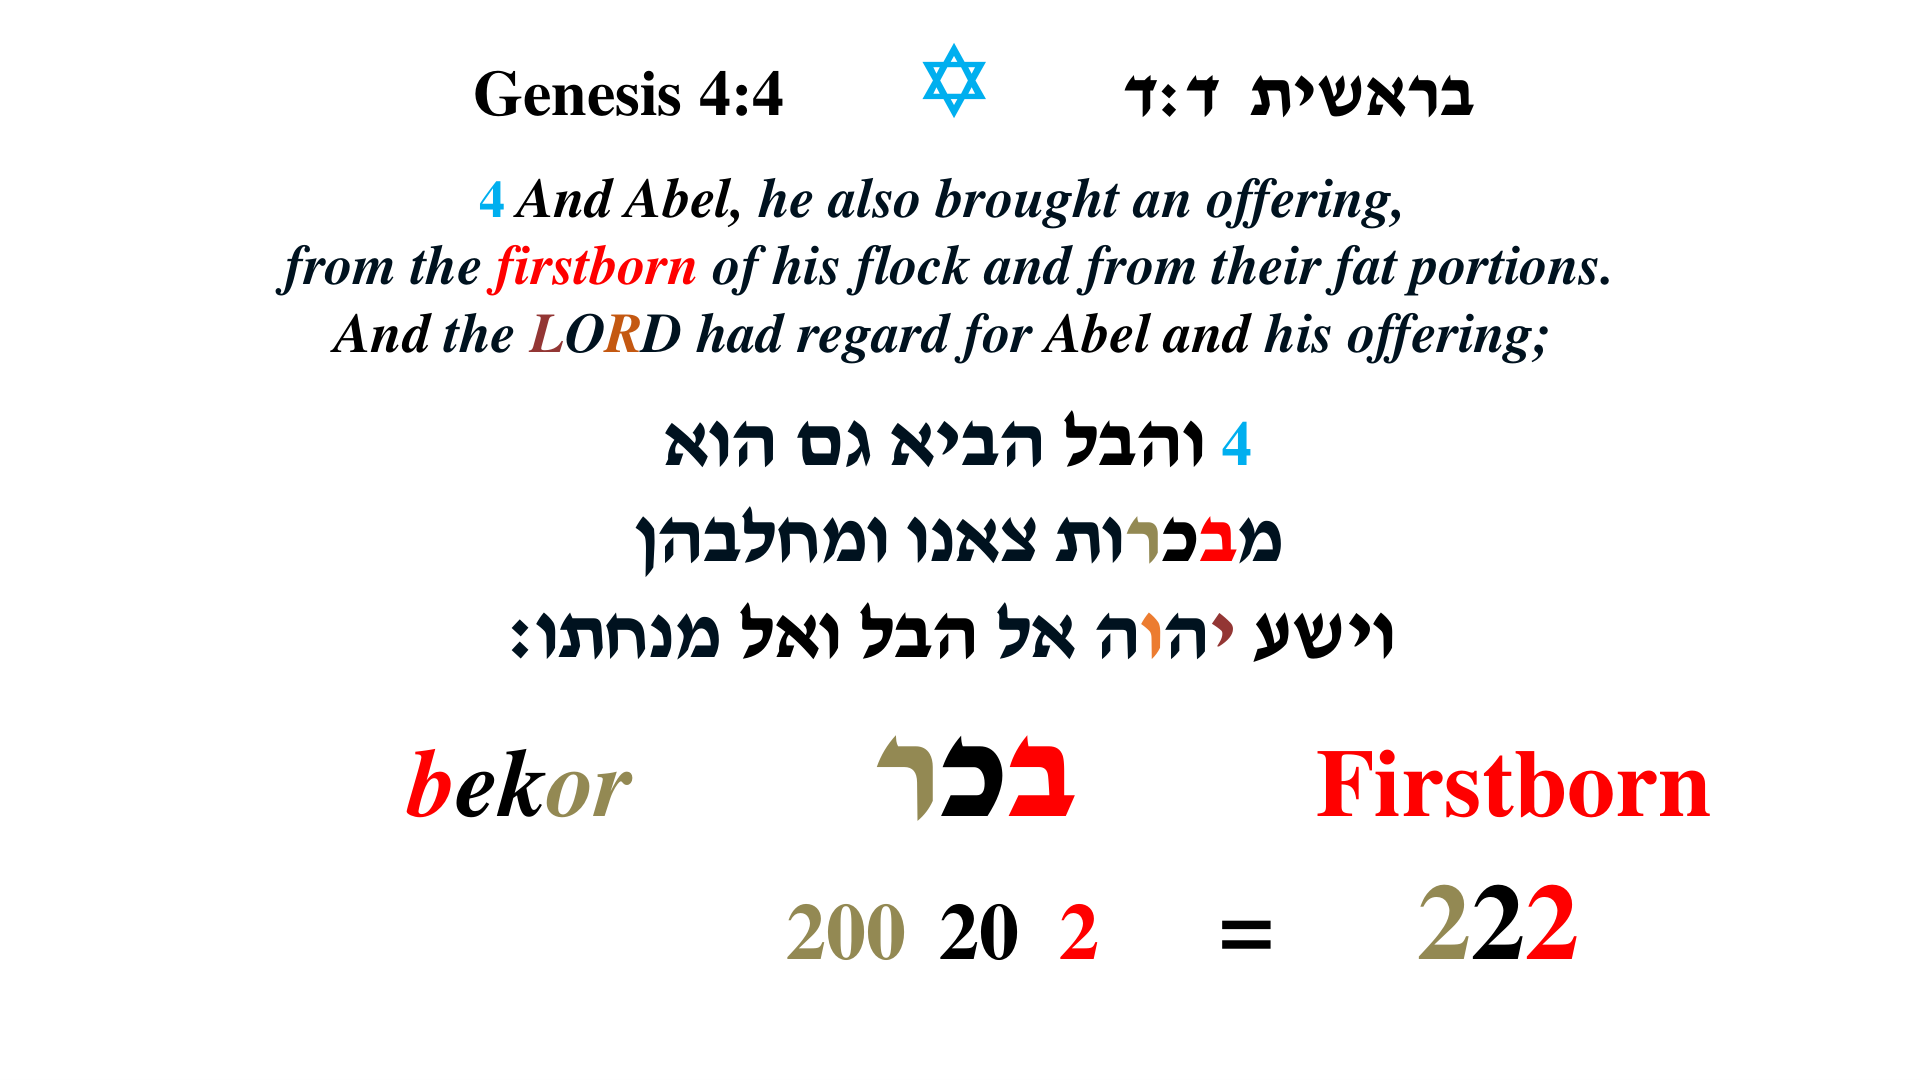 Genesis 4:4 ✡ בראשית ד:ד
4 And Abel, he also brought an offering,
from the firstborn of his flock and from their fat portions.
And the LORD had regard for Abel and his offering;
4 והבל הביא גם הוא
מבכרות צאנו ומחלבהן
וישע יהוה אל הבל ואל מנחתו:
bekor בכר Firstborn
200 20 2 = 222